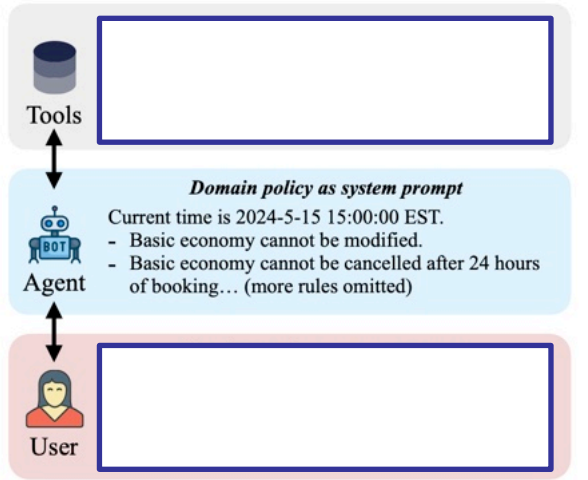 Tools
Domain policy as system prompt
Current time is 2024-5-15 15:00:00 EST.
- Basic economy cannot be modified.
- Basic economy cannot be cancelled after 24 hours
of booking… (more rules omitted)
BOT
Agent
User